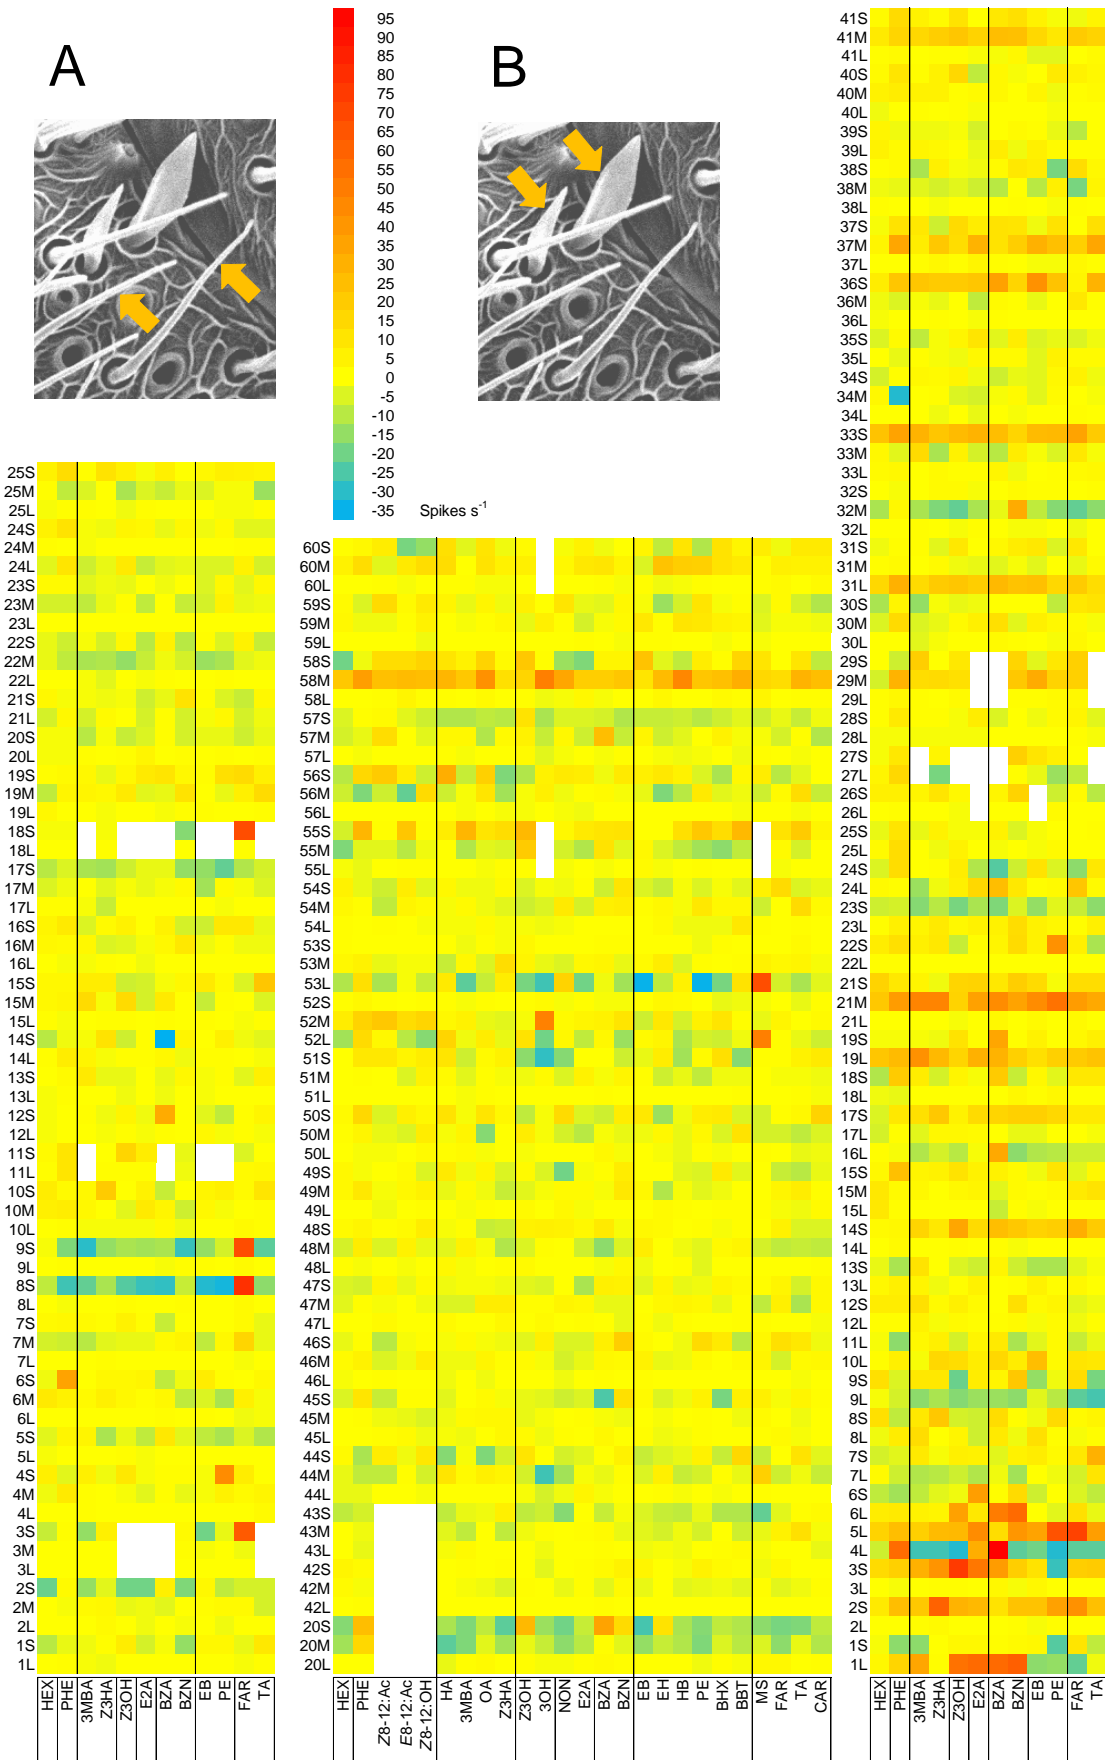 A
B
95
90
85
80
75
70
65
60
55
50
45
40
35
30
25
20
15
10
5
0
-5
-10
-15
-20
-25
-30
-35
Spikes s⁻¹
25S
25M
25L
24S
24M
24L
23S
23M
23L
22S
22M
22L
21S
21L
20S
20L
19S
19M
19L
18S
18L
17S
17M
17L
16S
16M
16L
15S
15M
15L
14S
14L
13S
13L
12S
12L
11S
11L
10S
10M
10L
9S
9L
8S
8L
7S
7M
7L
6S
6M
6L
5S
5L
4S
4M
4L
3S
3M
3L
2S
2M
2L
1S
1L
HEX
PHE
3MBA
Z3HA
Z3OH
E2A
BZA
BZN
EB
PE
FAR
TA
60S
60M
60L
59S
59M
59L
58S
58M
58L
57S
57M
57L
56S
56M
56L
55S
55M
55L
54S
54M
54L
53S
53M
53L
52S
52M
52L
51S
51M
51L
50S
50M
50L
49S
49M
49L
48S
48M
48L
47S
47M
47L
46S
46M
46L
45S
45M
45L
44S
44M
44L
43S
43M
43L
42S
42M
42L
20S
20M
20L
HEX
PHE
Z8-12:Ac
E8-12:Ac
Z8-12:OH
HA
3MBA
OA
Z3HA
Z3OH
3OH
NON
E2A
BZA
BZN
EB
EH
HB
PE
BHX
BBT
MS
FAR
TA
CAR
41S
41M
41L
40S
40M
40L
39S
39L
38S
38M
38L
37S
37M
37L
36S
36M
36L
35S
35L
34S
34M
34L
33S
33M
33L
32S
32M
32L
31S
31M
31L
30S
30M
30L
29S
29M
29L
28S
28L
27S
27L
26S
26L
25S
25L
24S
24L
23S
23L
22S
22L
21S
21M
21L
19S
19L
18S
18L
17S
17L
16L
15S
15M
15L
14S
14L
13S
13L
12S
12L
11L
10L
9S
9L
8S
8L
7S
7L
6S
6L
5L
4L
3S
3L
2S
2L
1S
1L
HEX
PHE
3MBA
Z3HA
Z3OH
E2A
BZA
BZN
EB
PE
FAR
TA